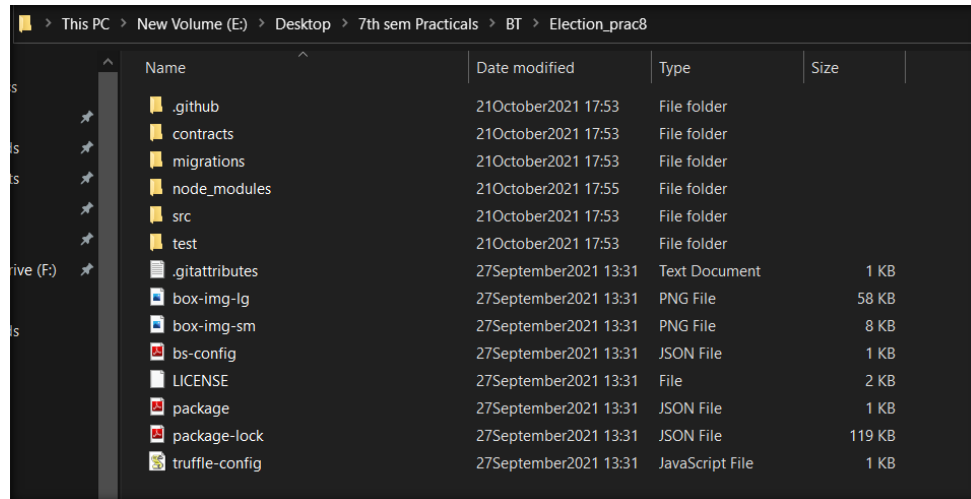 This PC > New Volume (E:) > Desktop > 7th sem Practicals > BT > Election_prac8
Name Date modified Type Size
.github 21October2021 17:53 File folder
contracts 21October2021 17:53 File folder
migrations 21October2021 17:53 File folder
node_modules 21October2021 17:55 File folder
src 21October2021 17:53 File folder
test 21October2021 17:53 File folder
rive (F:) .gitattributes 27September2021 13:31 Text Document 1 KB
box-img-lg 27September2021 13:31 PNG File 58 KB
box-img-sm 27September2021 13:31 PNG File 8 KB
bs-config 27September2021 13:31 JSON File 1 KB
LICENSE 27September2021 13:31 File 2 KB
package 27September2021 13:31 JSON File 1 KB
package-lock 27September2021 13:31 JSON File 119 KB
truffle-config 27September2021 13:31 JavaScript File 1 KB